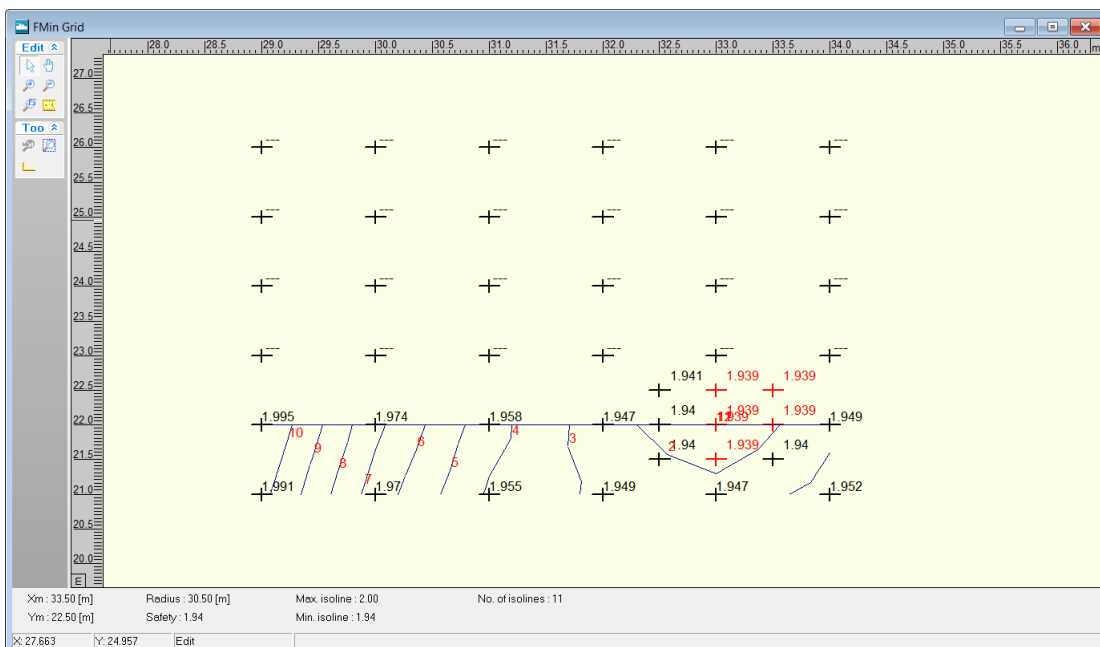 FMin Grid
Edit
28.0 28.5 29.0 29.5 30.0 30.5 31.0 31.5 32.0 32.5 33.0 33.5 34.0 34.5 35.0 35.5 36.0 m
27.0
26.5
Too
26.0 --- --- --- --- --- ---
25.5
25.0 --- --- --- --- --- ---
24.5
24.0 --- --- --- --- --- ---
23.5
23.0 --- --- --- --- --- ---
22.5 1.941 1.939 1.939
22.0 1.995 1.974 1.958 1.947 1.94 1.939 1.939 1.949
10 9 8 7 6 5 4 3 2
21.5 1.94 1.939 1.94
21.0 1.991 1.97 1.955 1.949 1.947 1.952
20.5
20.0
m
Xm : 33.50 [m] Radius : 30.50 [m] Max. isoline : 2.00 No. of isolines : 11
Ym : 22.50 [m] Safety : 1.94 Min. isoline : 1.94
X: 27.663 Y: 24.957 Edit